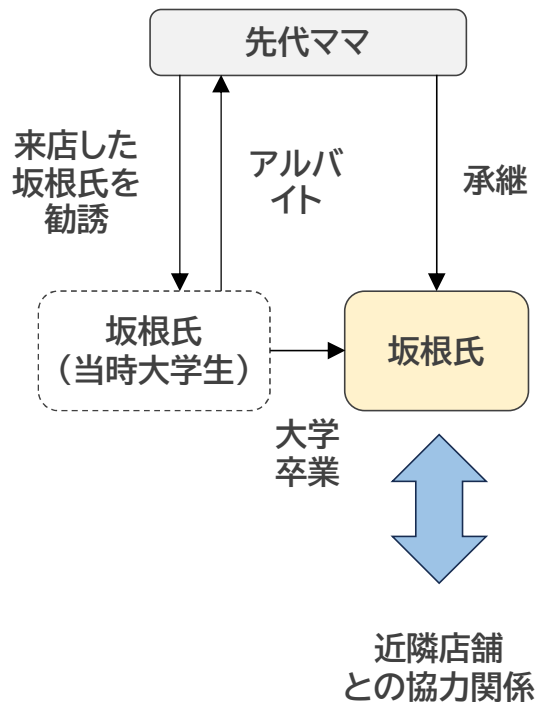 先代ママ
来店した
坂根氏を
勧誘
アルバ
イト
承継
坂根氏
（当時大学生）
坂根氏
大学
卒業
近隣店舗
との協力関係